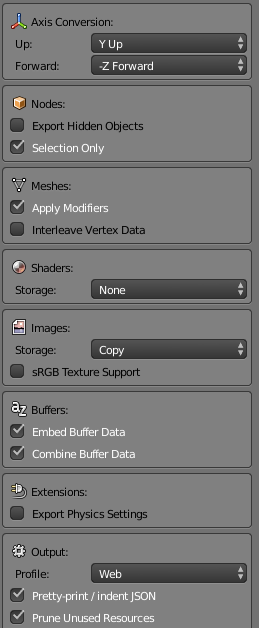 Axis Conversion:
Up: Y Up
Forward: -Z Forward
Nodes:
Export Hidden Objects
Selection Only
Meshes:
Apply Modifiers
Interleave Vertex Data
Shaders:
Storage: None
Images:
Storage: Copy
sRGB Texture Support
Buffers:
Embed Buffer Data
Combine Buffer Data
Extensions:
Export Physics Settings
Output:
Profile: Web
Pretty-print / indent JSON
Prune Unused Resources